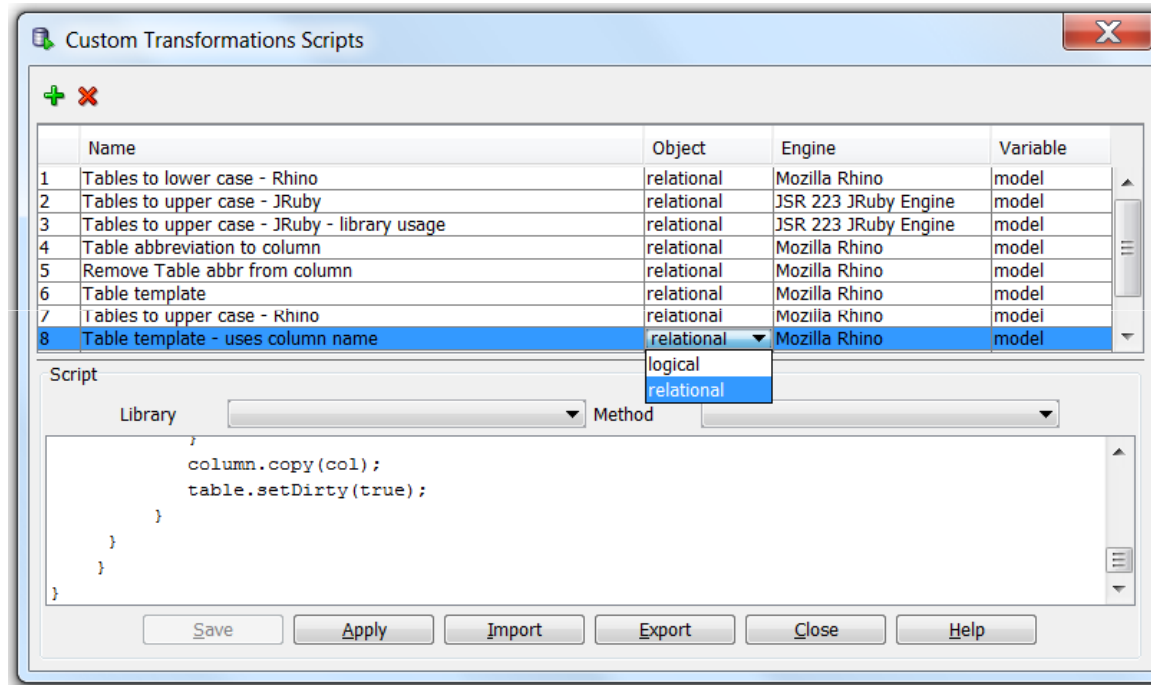 Custom Transformations Scripts
Name Object Engine Variable
1 Tables to lower case - Rhino relational Mozilla Rhino model
2 Tables to upper case - JRuby relational JSR 223 JRuby Engine model
3 Tables to upper case - JRuby - library usage relational JSR 223 JRuby Engine model
4 Table abbreviation to column relational Mozilla Rhino model
5 Remove Table abbr from column relational Mozilla Rhino model
6 Table template relational Mozilla Rhino model
7 Tables to upper case - Rhino relational Mozilla Rhino model
8 Table template - uses column name relational Mozilla Rhino model
logical
relational
Script
Library Method
}
column.copy(col);
table.setDirty(true);
}
}
}
}
Save Apply Import Export Close Help